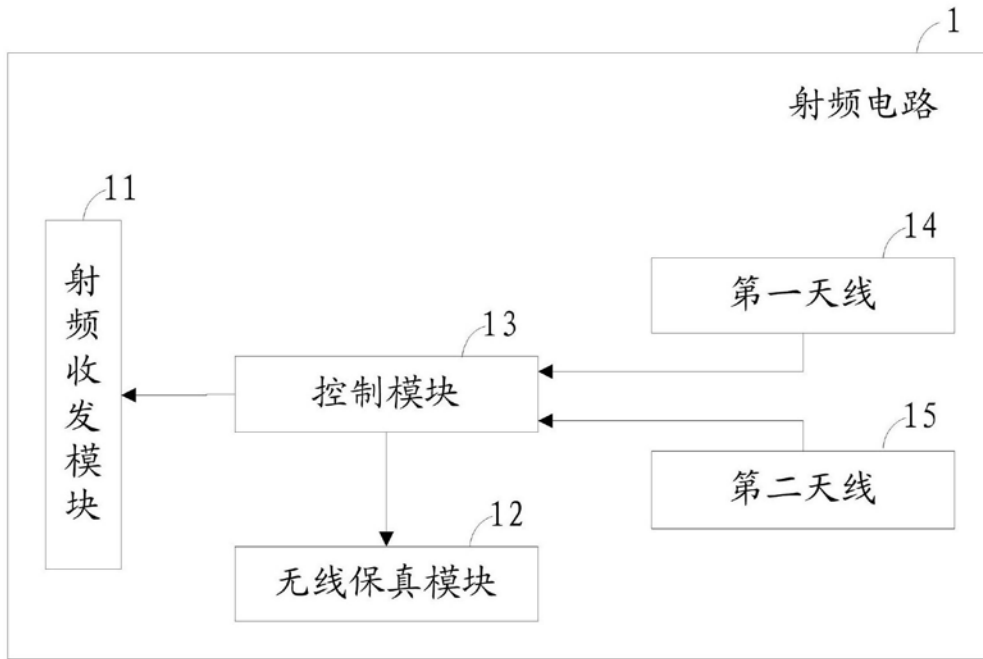 1
射频电路
11
射频收发模块
14
第一天线
13
控制模块
15
第二天线
12
无线保真模块